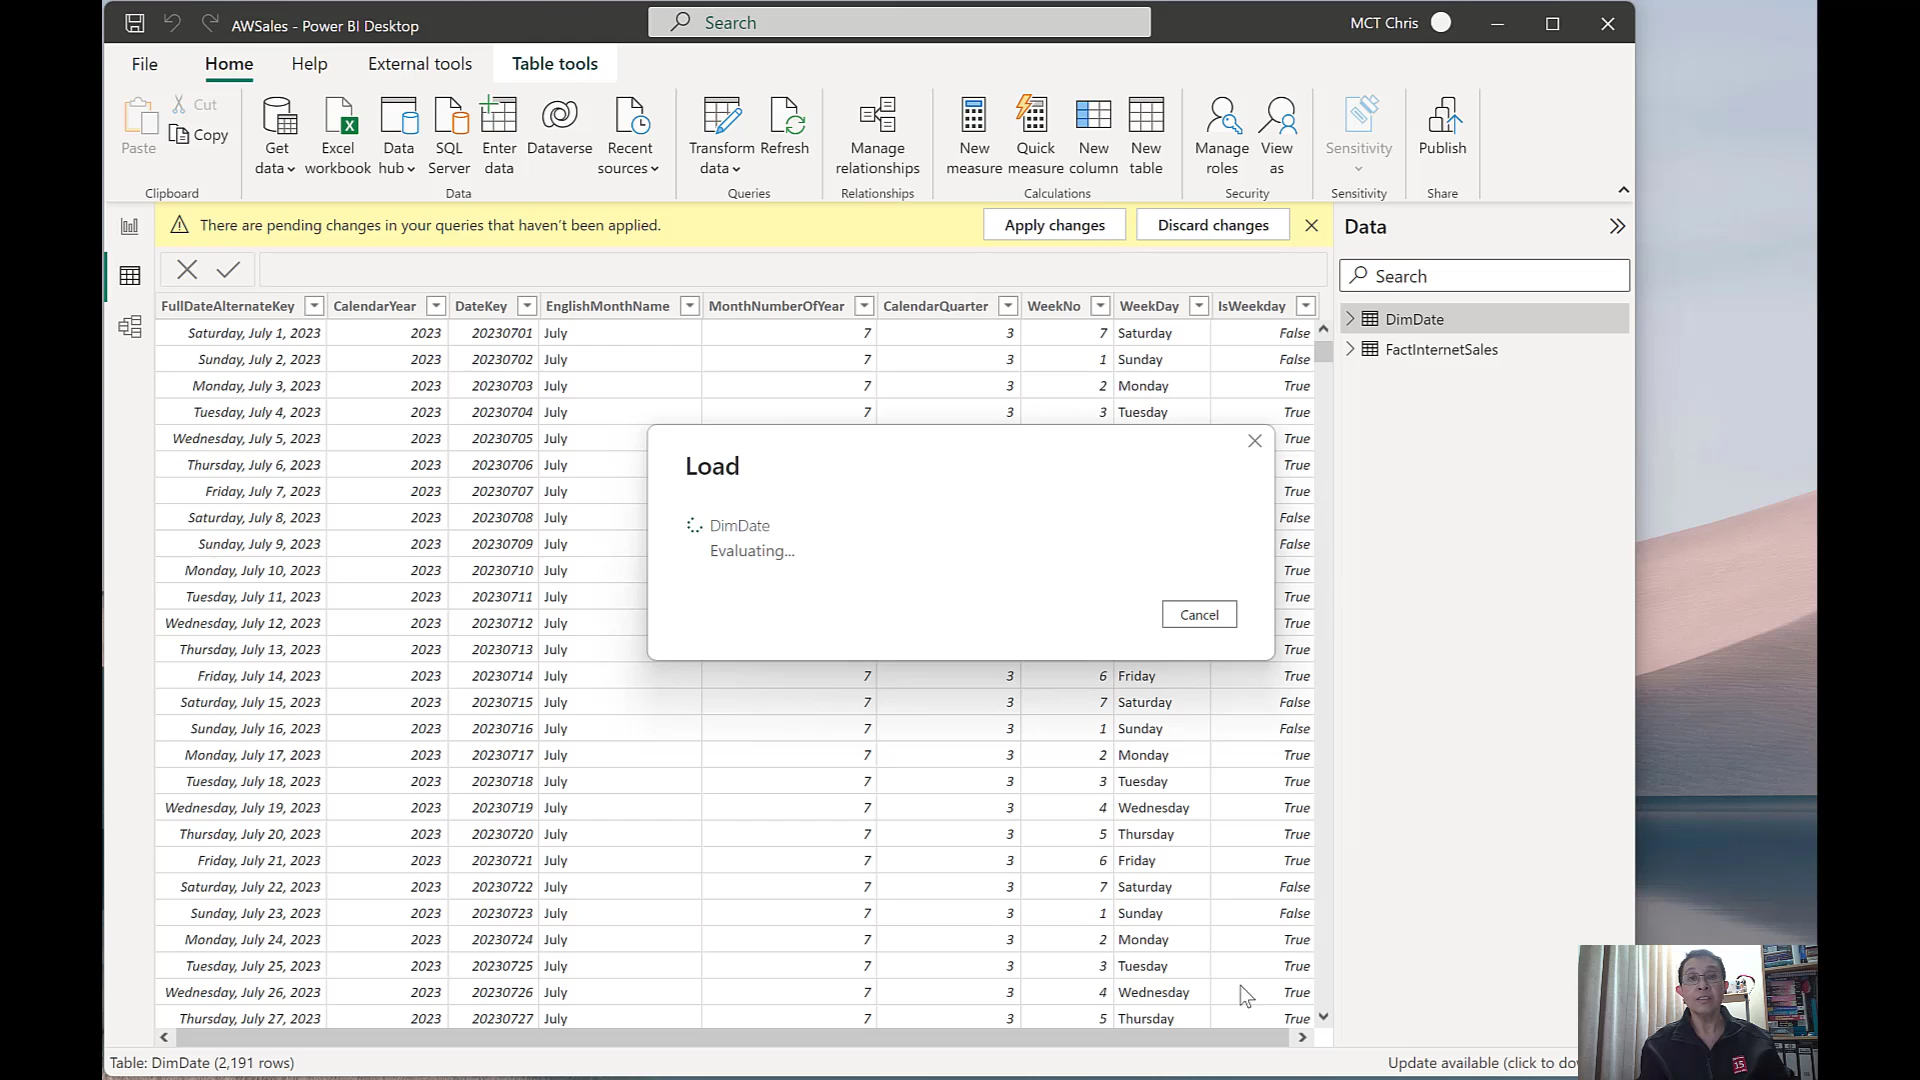 AWSales - Power BI Desktop
Search
MCT Chris
File
Home
Help
External tools
Table tools
Paste
Cut
Copy
Get data
Excel workbook
Data hub
SQL Server
Enter data
Dataverse
Recent sources
Transform data
Refresh
Manage relationships
New measure
Quick measure
New column
New table
Manage roles
View as
Sensitivity
Publish
Clipboard
Data
Queries
Relationships
Calculations
Security
Sensitivity
Share
There are pending changes in your queries that haven't been applied.
Apply changes
Discard changes
Data
Search
DimDate
FactInternetSales
FullDateAlternateKey CalendarYear DateKey EnglishMonthName MonthNumberOfYear CalendarQuarter WeekNo WeekDay IsWeekday
Saturday, July 1, 2023 2023 20230701 July 7 3 7 Saturday False
Sunday, July 2, 2023 2023 20230702 July 7 3 1 Sunday False
Monday, July 3, 2023 2023 20230703 July 7 3 2 Monday True
Tuesday, July 4, 2023 2023 20230704 July 7 3 3 Tuesday True
Wednesday, July 5, 2023 2023 20230705 July True
Thursday, July 6, 2023 2023 20230706 July True
Friday, July 7, 2023 2023 20230707 July True
Saturday, July 8, 2023 2023 20230708 July False
Sunday, July 9, 2023 2023 20230709 July False
Monday, July 10, 2023 2023 20230710 July True
Tuesday, July 11, 2023 2023 20230711 July True
Wednesday, July 12, 2023 2023 20230712 July True
Thursday, July 13, 2023 2023 20230713 July True
Friday, July 14, 2023 2023 20230714 July 7 3 6 Friday True
Saturday, July 15, 2023 2023 20230715 July 7 3 7 Saturday False
Sunday, July 16, 2023 2023 20230716 July 7 3 1 Sunday False
Monday, July 17, 2023 2023 20230717 July 7 3 2 Monday True
Tuesday, July 18, 2023 2023 20230718 July 7 3 3 Tuesday True
Wednesday, July 19, 2023 2023 20230719 July 7 3 4 Wednesday True
Thursday, July 20, 2023 2023 20230720 July 7 3 5 Thursday True
Friday, July 21, 2023 2023 20230721 July 7 3 6 Friday True
Saturday, July 22, 2023 2023 20230722 July 7 3 7 Saturday False
Sunday, July 23, 2023 2023 20230723 July 7 3 1 Sunday False
Monday, July 24, 2023 2023 20230724 July 7 3 2 Monday True
Tuesday, July 25, 2023 2023 20230725 July 7 3 3 Tuesday True
Wednesday, July 26, 2023 2023 20230726 July 7 3 4 Wednesday True
Thursday, July 27, 2023 2023 20230727 July 7 3 5 Thursday True
Load
DimDate
Evaluating...
Cancel
Table: DimDate (2,191 rows)
Update available (click to do
15